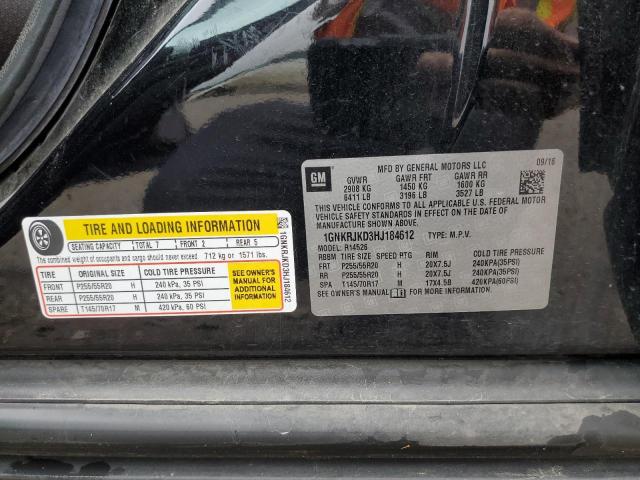 TIRE AND LOADING INFORMATION
SEATING CAPACITY TOTAL 7 FRONT 2 REAR 5
The combined weight of occupants and cargo should never exceed 712 kg or 1571 lbs.
TIRE ORIGINAL SIZE COLD TIRE PRESSURE
FRONT P255/55R20 H 240 kPa, 35 PSI
REAR P255/55R20 H 240 kPa, 35 PSI
SPARE T145/70R17 M 420 kPa, 60 PSI
SEE OWNER'S MANUAL FOR ADDITIONAL INFORMATION
1GNKRJKD3HJ184612
GM
MFD BY GENERAL MOTORS LLC 09/16
GVWR GAWR FRT GAWR RR
2908 KG 1450 KG 1600 KG
6411 LB 3196 LB 3527 LB
THIS VEHICLE CONFORMS TO ALL APPLICABLE U.S. FEDERAL MOTOR
VEHICLE SAFETY STANDARDS IN EFFECT ON THE DATE OF
MANUFACTURE SHOWN ABOVE.
1GNKRJKD3HJ184612 TYPE: M.P.V.
MODEL: R14526
RBBM TIRE SIZE SPEED RTG RIM COLD TIRE PRESSURE
FRT P255/55R20 H 20X7.5J 240KPA(35PSI)
RR P255/55R20 H 20X7.5J 240KPA(35PSI)
SPA T145/70R17 M 17X4.5B 420KPA(60PSI)
SEE OWNER'S MANUAL FOR MORE INFORMATION.